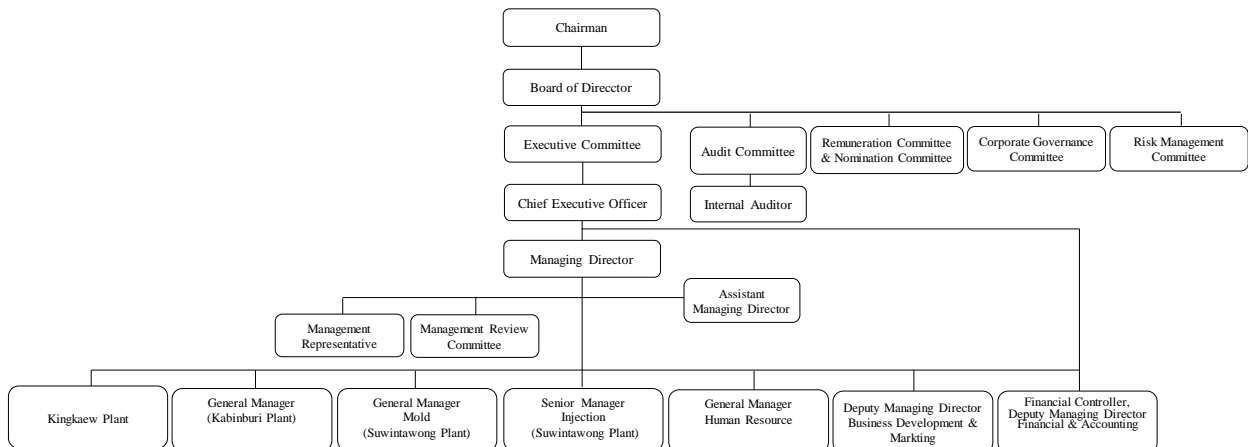 Chairman
Board of Direcctor
Executive Committee
Audit Committee
Remuneration Committee
& Nomination Committee
Corporate Governance
Committee
Risk Management
Committee
Chief Executive Officer
Internal Auditor
Managing Director
Assistant
Managing Director
Management
Representative
Management Review
Committee
Kingkaew Plant
General Manager
(Kabinburi Plant)
General Manager
Mold
(Suwintawong Plant)
Senior Manager
Injection
(Suwintawong Plant)
General Manager
Human Resource
Deputy Managing Director
Business Development &
Markting
Financial Controller,
Deputy Managing Director
Financial & Accounting